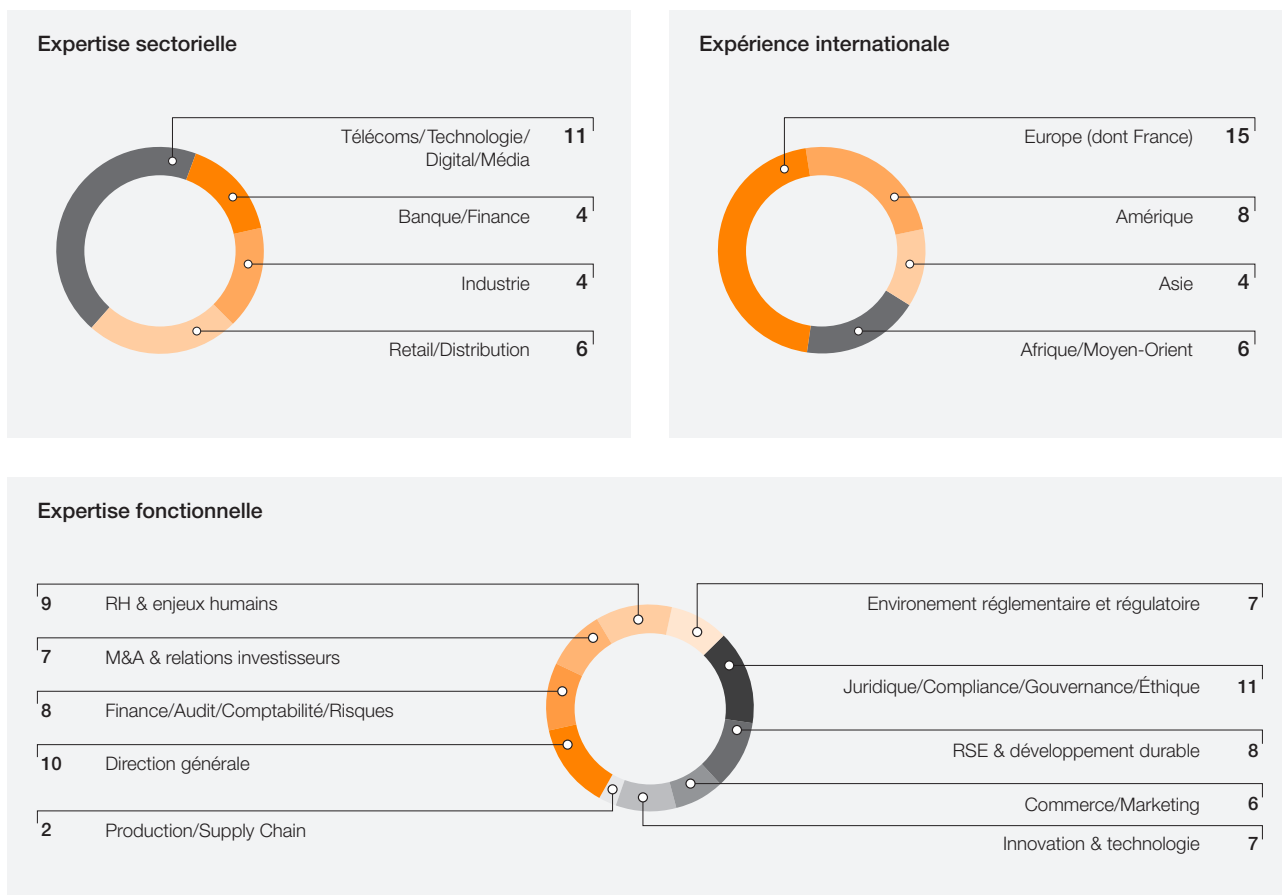 Expertise sectorielle
Télécoms/Technologie/ 11
Digital/Média
Banque/Finance 4
Industrie 4
Retail/Distribution 6
Expérience internationale
Europe (dont France) 15
Amérique 8
Asie 4
Afrique/Moyen-Orient 6
Expertise fonctionnelle
9 RH & enjeux humains
7 M&A & relations investisseurs
8 Finance/Audit/Comptabilité/Risques
10 Direction générale
2 Production/Supply Chain
Environement réglementaire et régulatoire 7
Juridique/Compliance/Gouvernance/Éthique 11
RSE & développement durable 8
Commerce/Marketing 6
Innovation & technologie 7